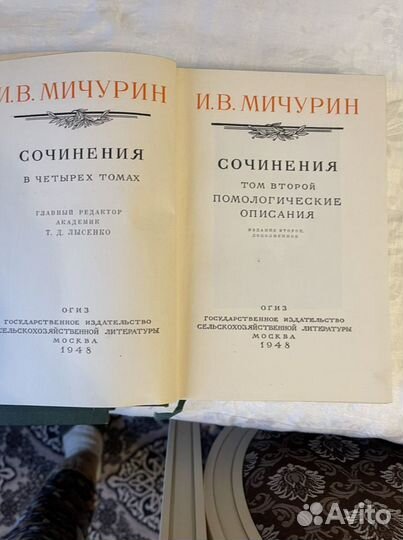 И.В. МИЧУРИН
СОЧИНЕНИЯ
В ЧЕТЫРЕХ ТОМАХ
ГЛАВНЫЙ РЕДАКТОР
АКАДЕМИК
Т. Д. ЛЫСЕНКО
ОГИЗ
ГОСУДАРСТВЕННОЕ ИЗДАТЕЛЬСТВО
СЕЛЬСКОХОЗЯЙСТВЕННОЙ ЛИТЕРАТУРЫ
МОСКВА
1948
И.В. МИЧУРИН
СОЧИНЕНИЯ
ТОМ ВТОРОЙ
ПОМОЛОГИЧЕСКИЕ
ОПИСАНИЯ
ИЗДАНИЕ ВТОРОЕ,
ДОПОЛНЕННОЕ
ОГИЗ
ГОСУДАРСТВЕННОЕ ИЗДАТЕЛЬСТВО
СЕЛЬСКОХОЗЯЙСТВЕННОЙ ЛИТЕРАТУРЫ
МОСКВА
1948
Avito